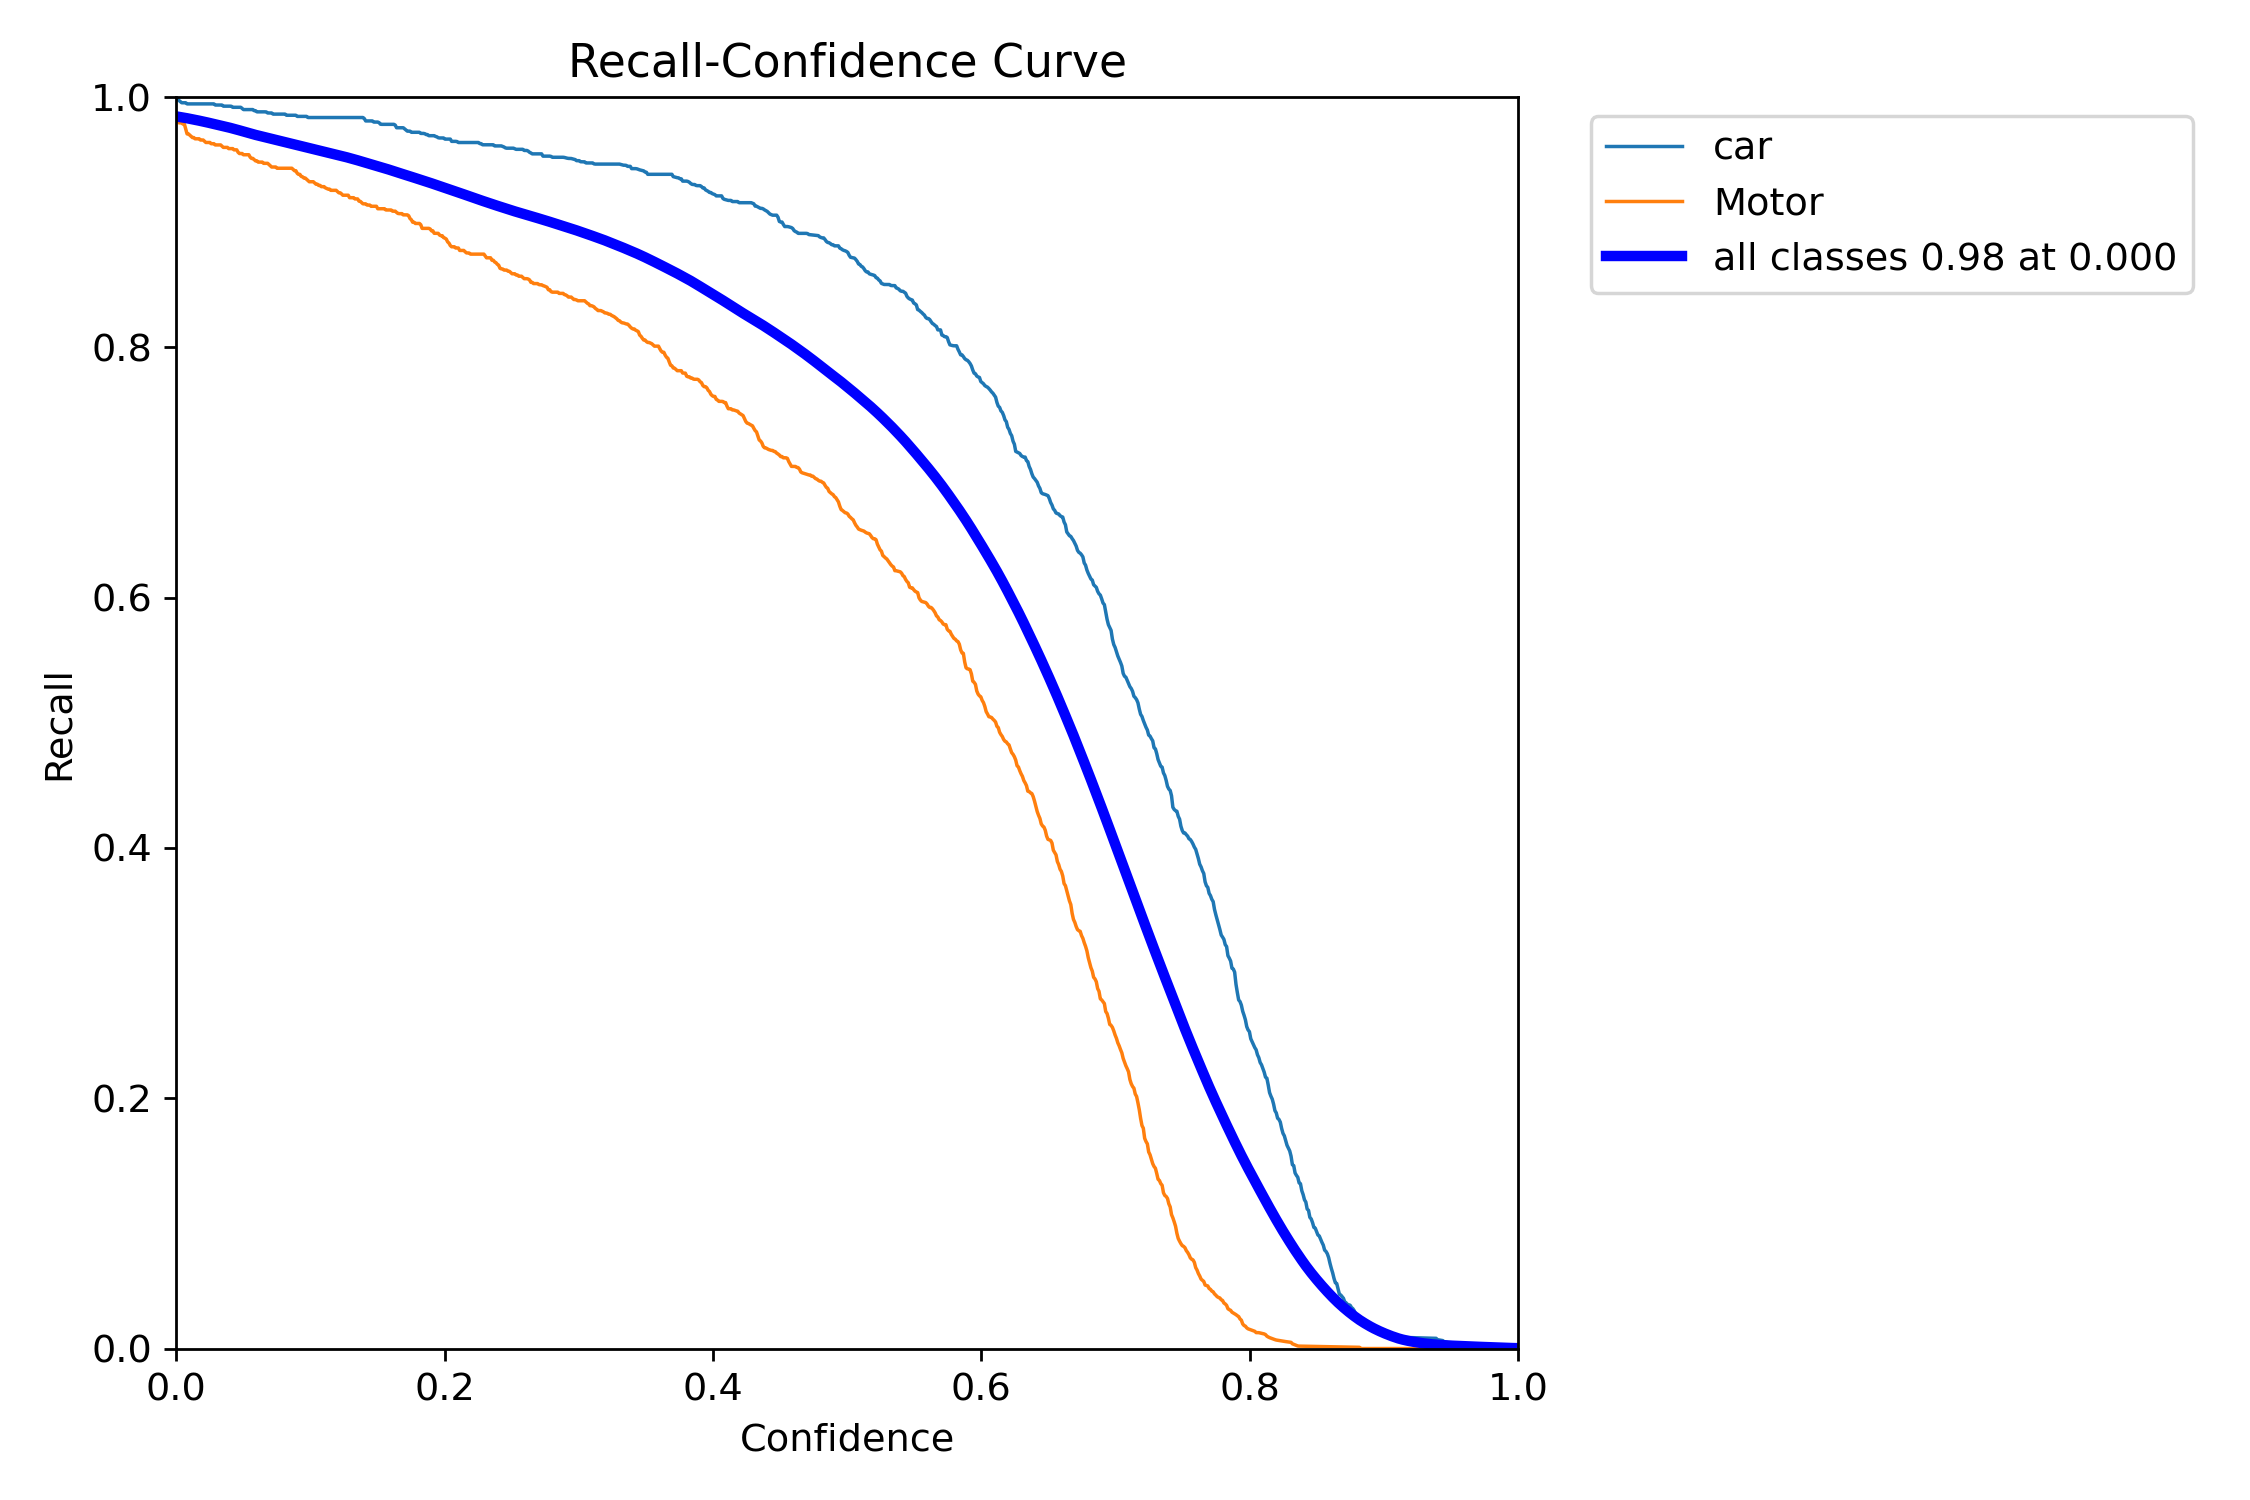 Recall-Confidence Curve
1.0
0.8
0.6
0.4
0.2
0.0
Recall
0.0 0.2 0.4 0.6 0.8 1.0
Confidence
car
Motor
all classes 0.98 at 0.000